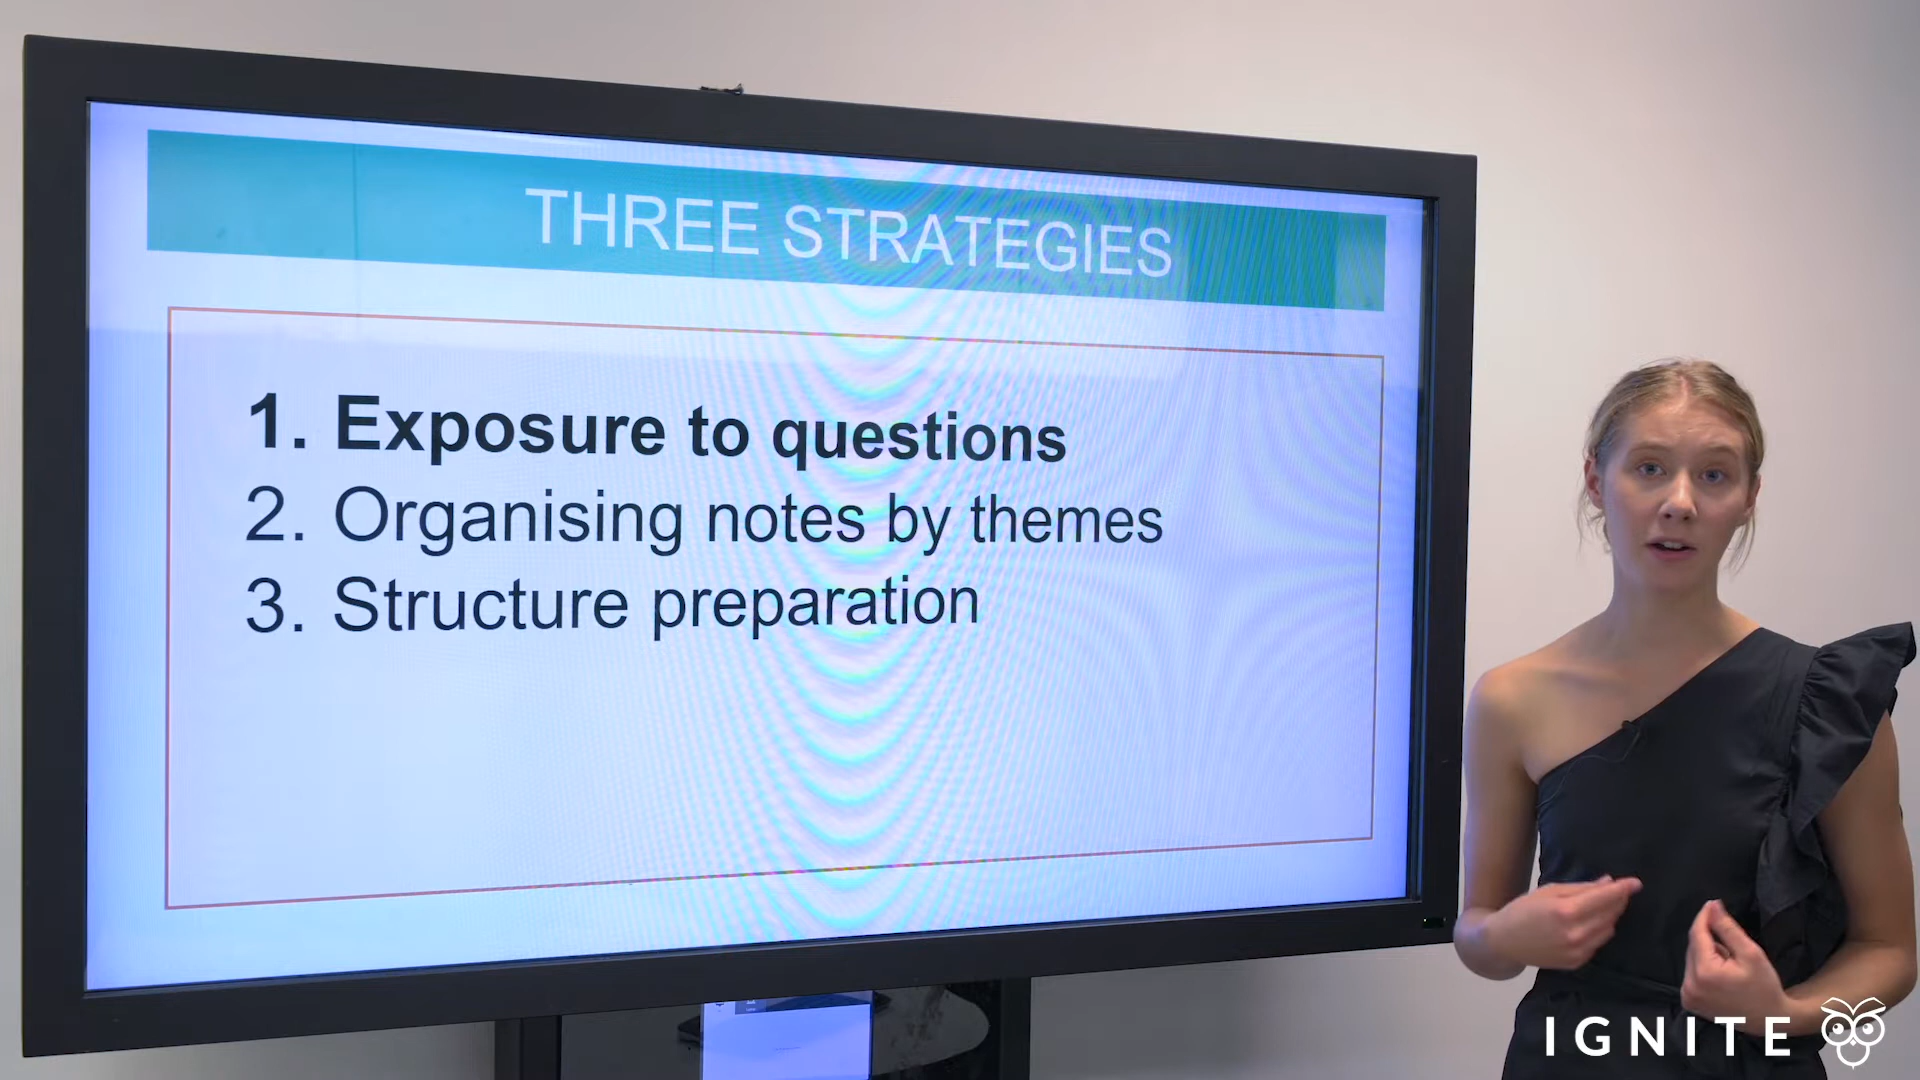 THREE STRATEGIES
1. Exposure to questions
2. Organising notes by themes
3. Structure preparation
IGNITE